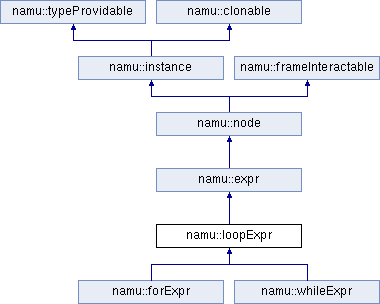 namu::typeProvidable namu::clonable
namu::instance namu::frameInteractable
namu::node
namu::expr
namu::loopExpr
namu::forExpr namu::whileExpr